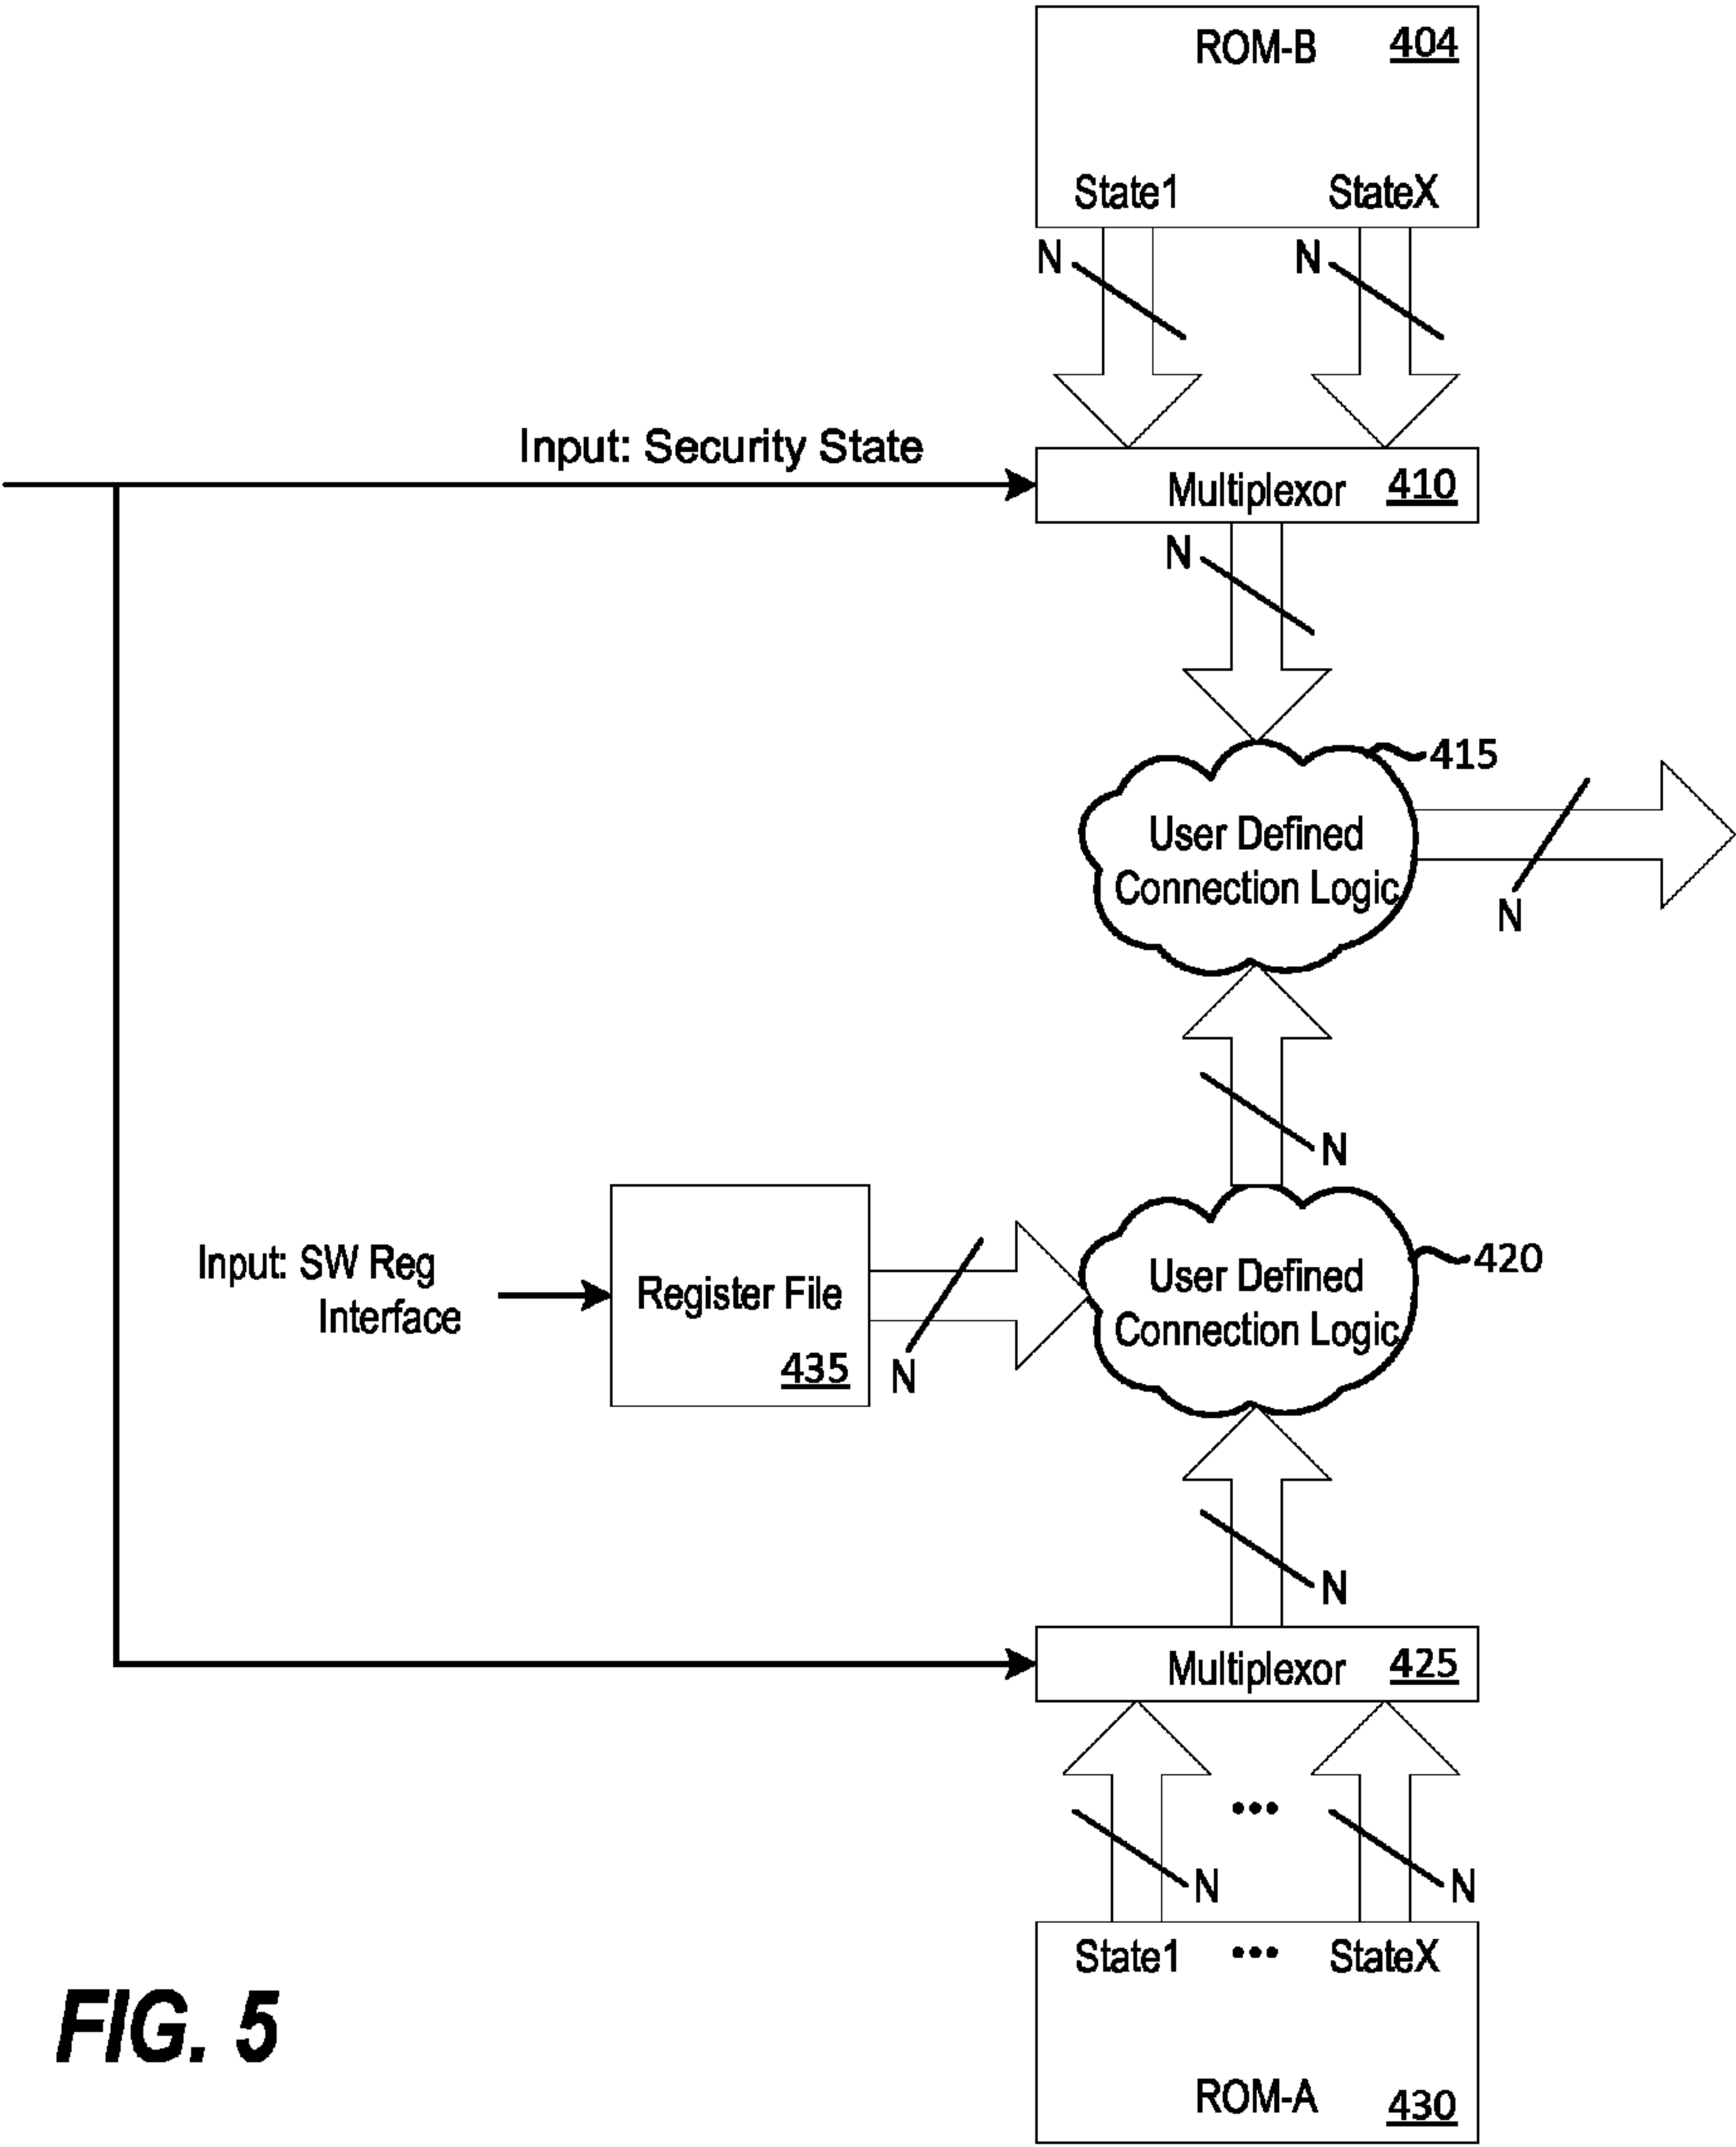 ROM-B 404
State1 StateX
N N
Input: Security State
Multiplexor 410
N
415
User Defined
Connection Logic
N
N
420
Input: SW Reg
Interface
Register File
435
N
User Defined
Connection Logic
N
Multiplexor 425
•••
N N
State1 ••• StateX
ROM-A 430
FIG. 5